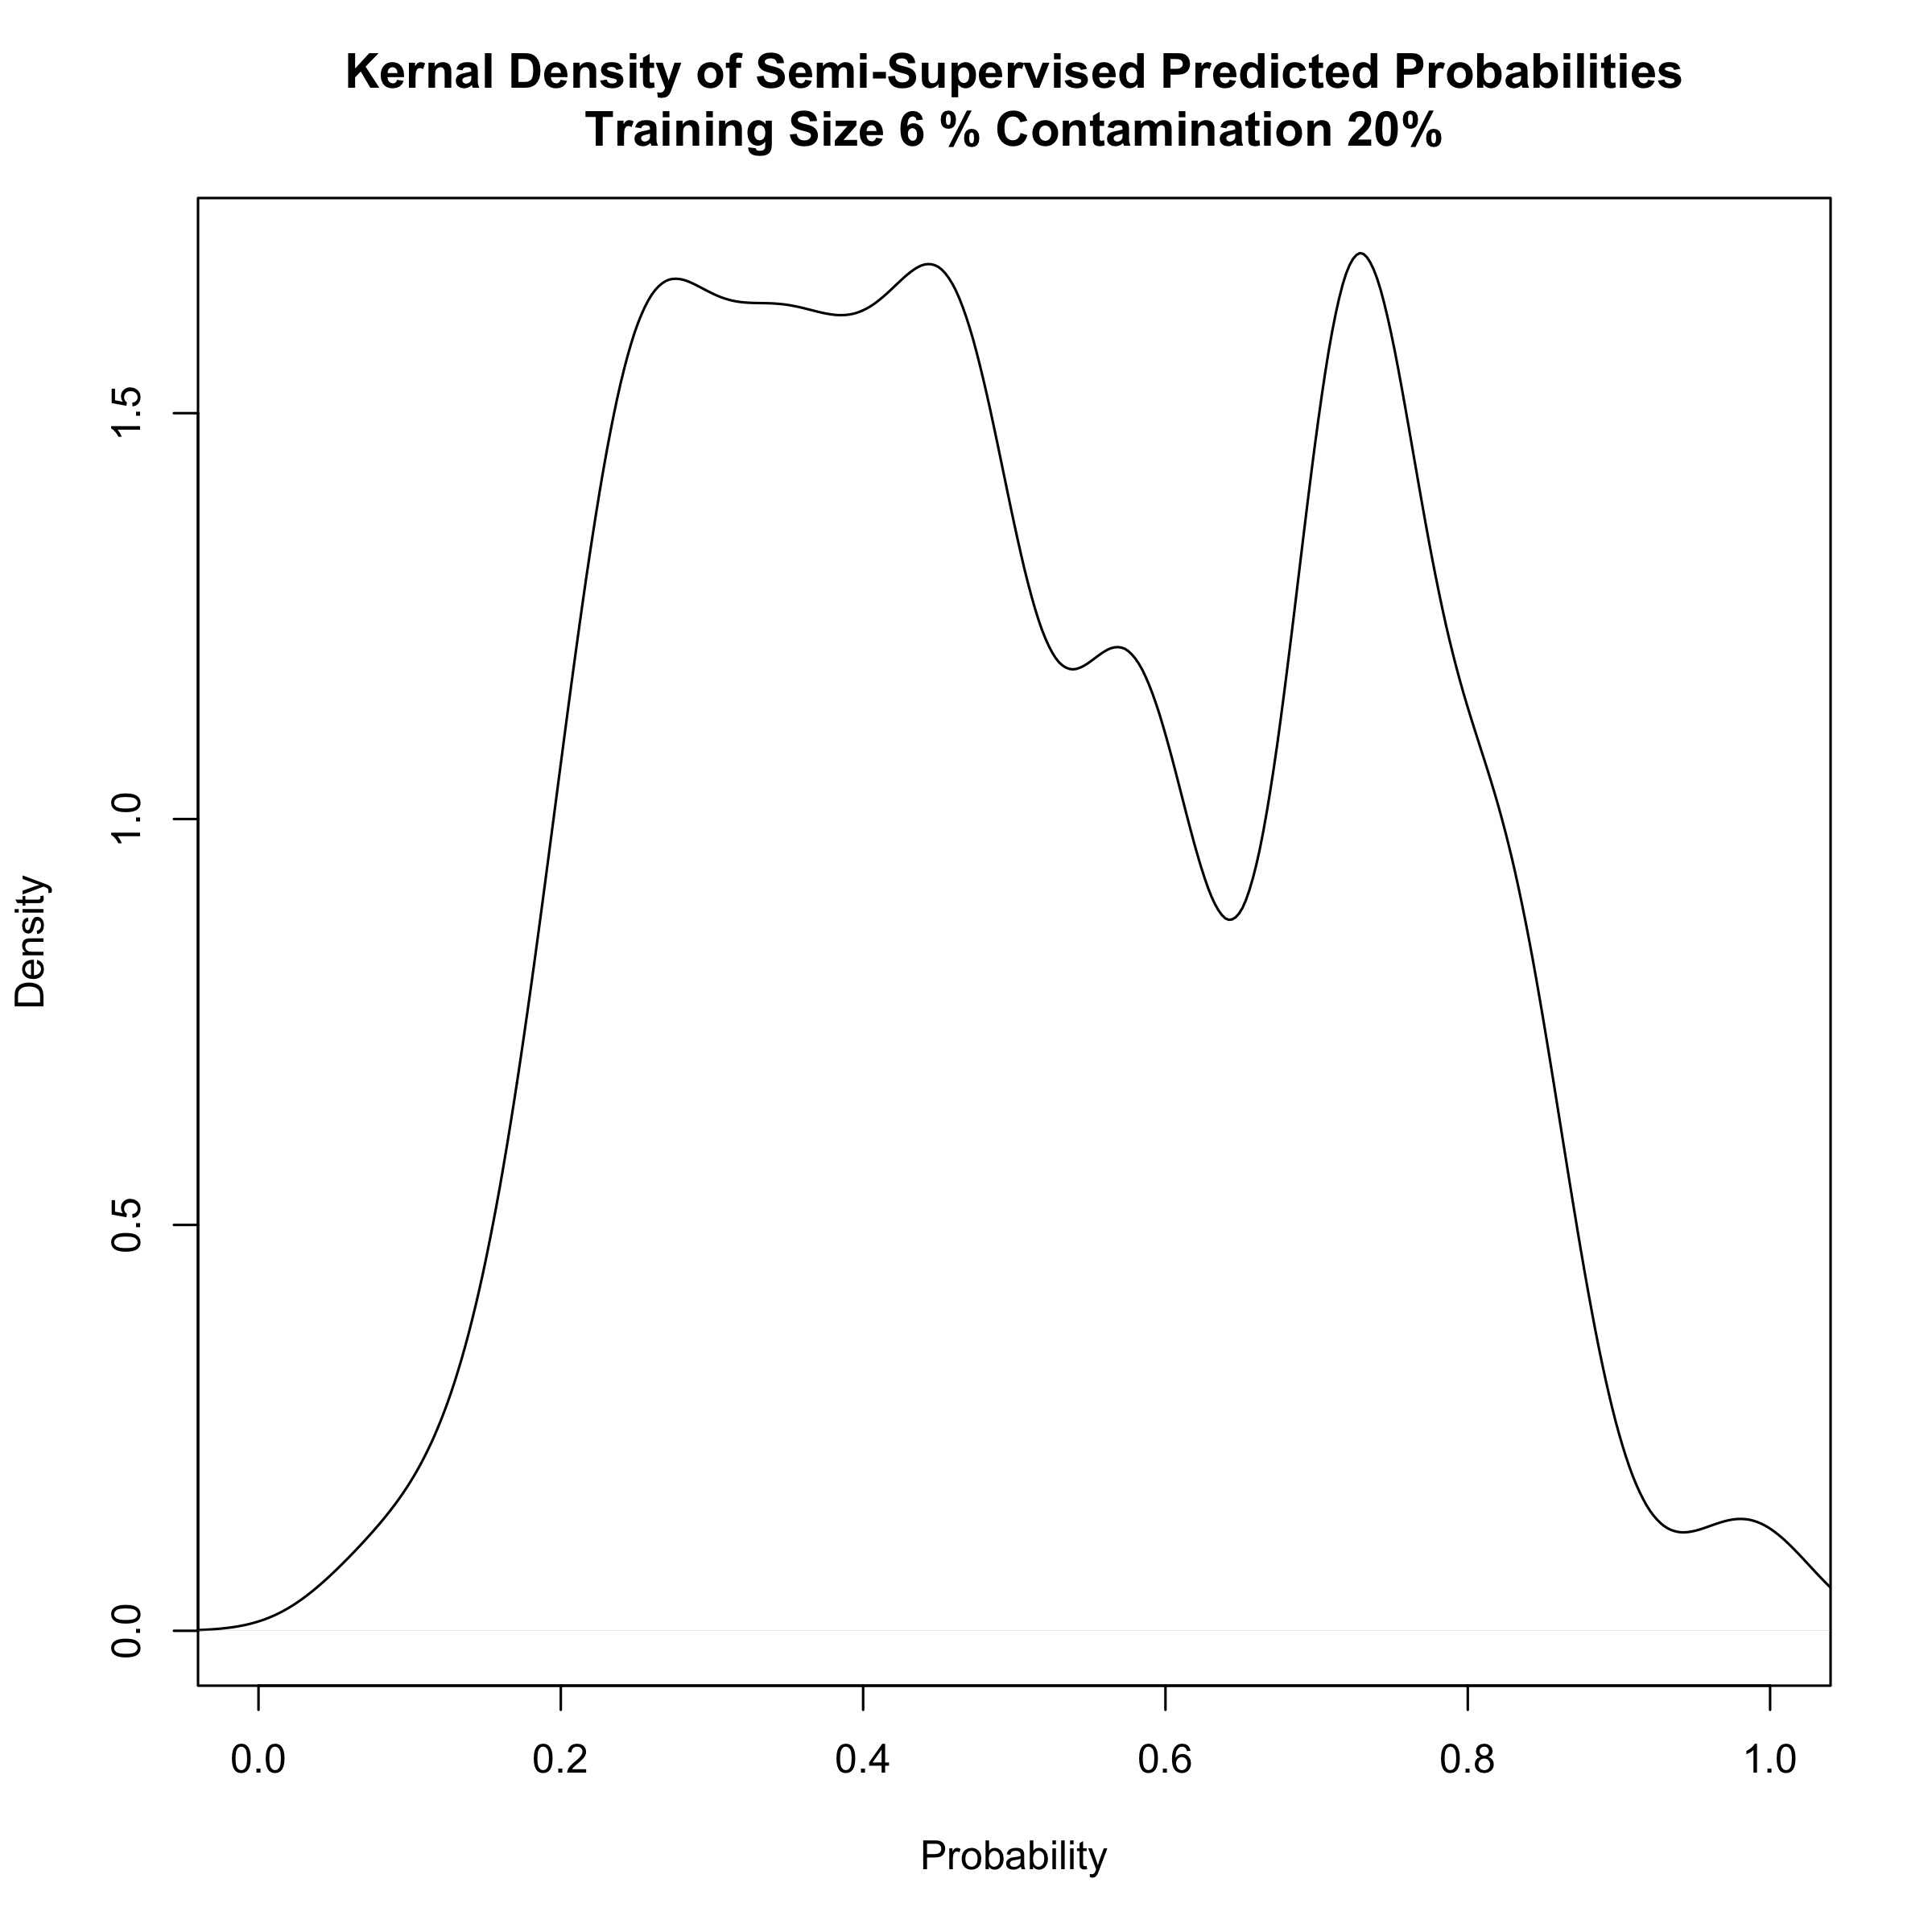 Kernal Density of Semi-Supervised Predicted Probabilities
Training Size 6 % Contamination 20%
Density
1.5
1.0
0.5
0.0
0.0 0.2 0.4 0.6 0.8 1.0
Probability